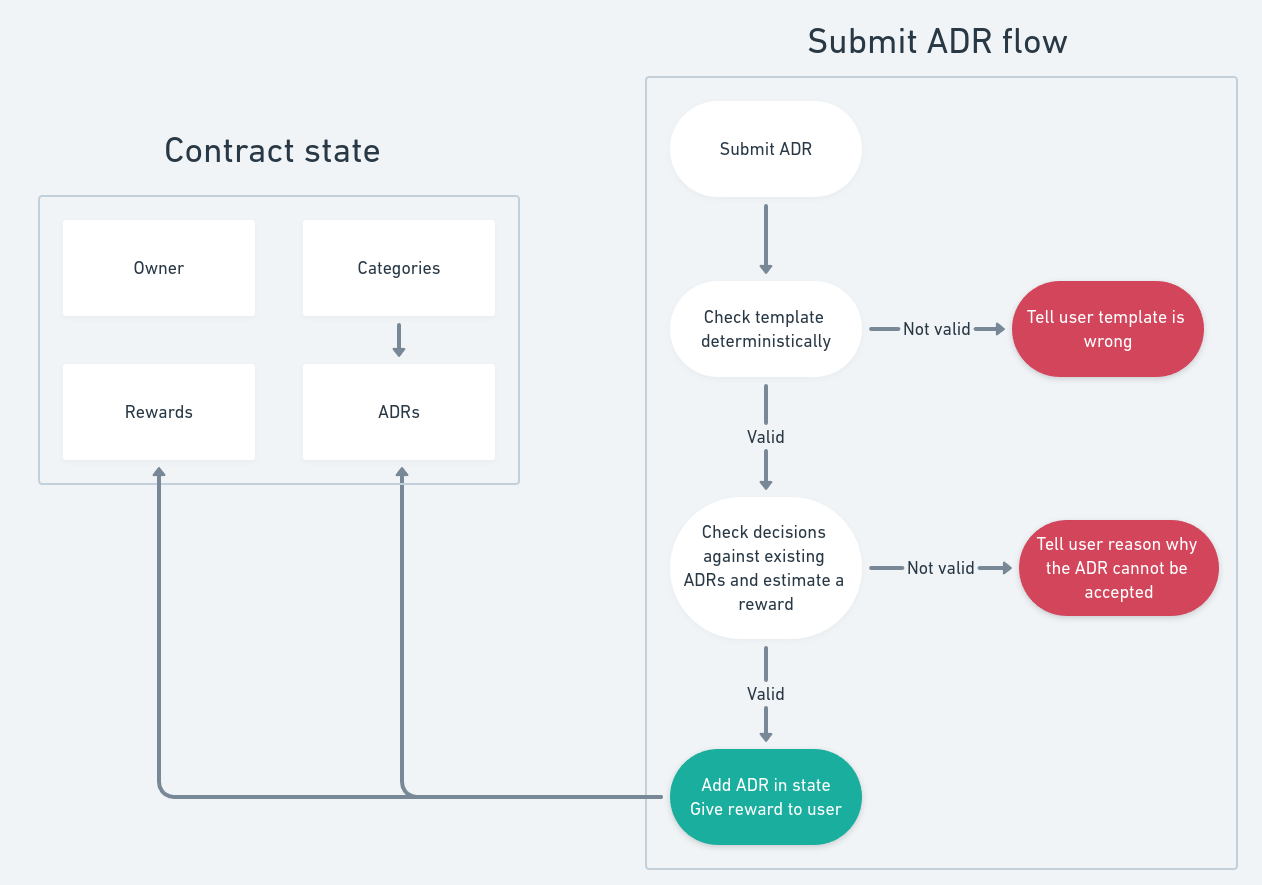 Submit ADR flow
Contract state
Owner
Categories
Rewards
ADRs
Submit ADR
Check template
deterministically
Not valid
Tell user template is
wrong
Valid
Check decisions
against existing
ADRs and estimate a
reward
Not valid
Tell user reason why
the ADR cannot be
accepted
Valid
Add ADR in state
Give reward to user